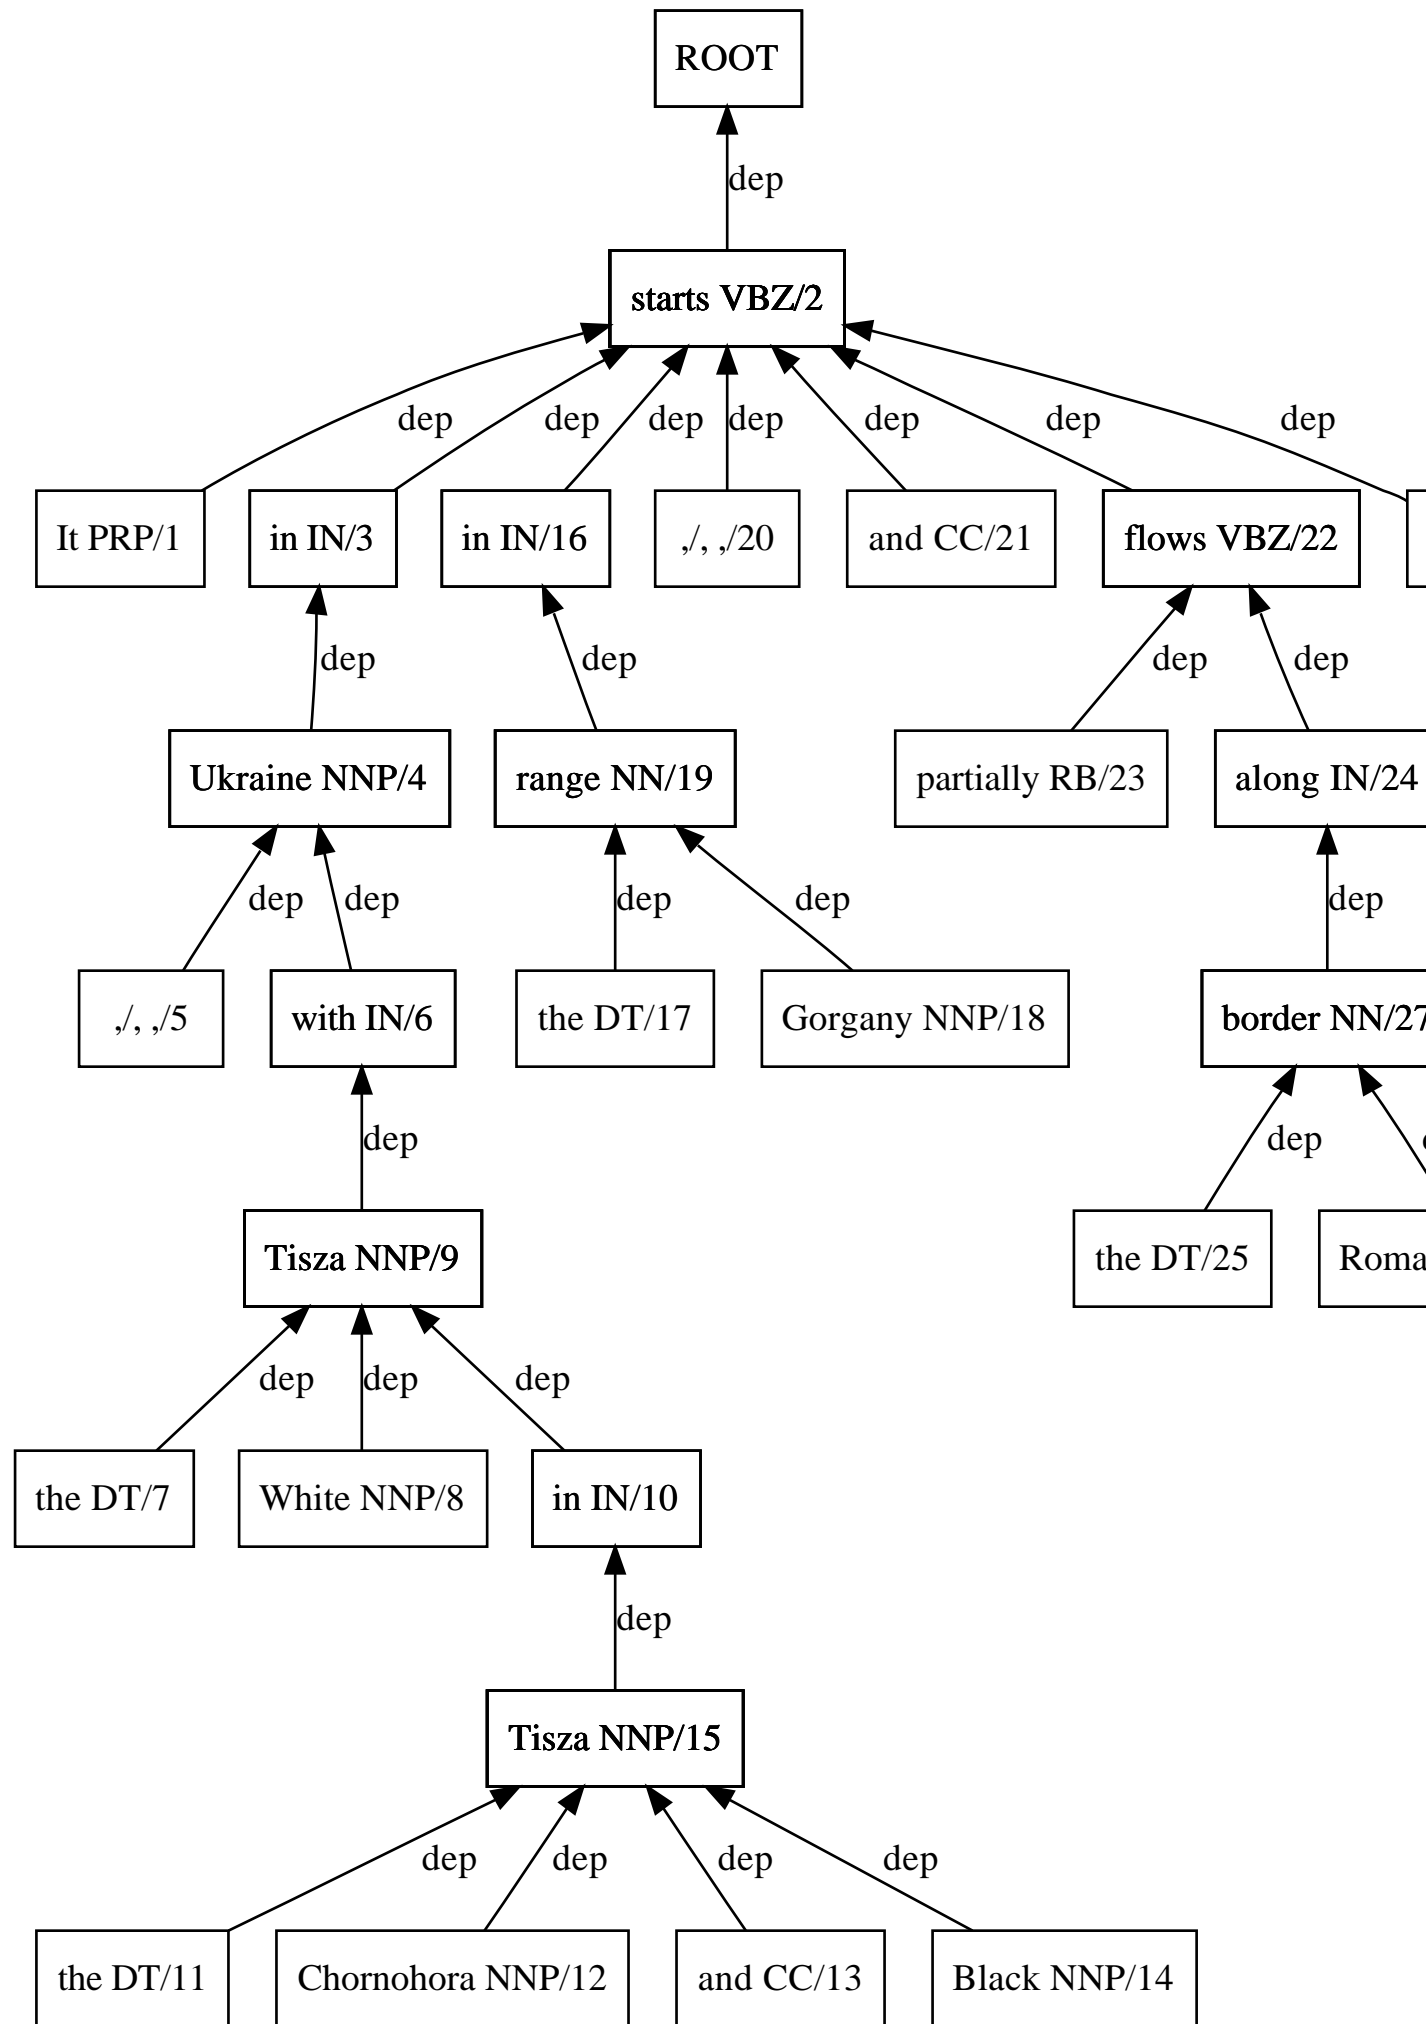 ROOT
dep
starts VBZ/2
dep dep dep dep dep dep dep
It PRP/1 in IN/3 in IN/16 ,/, ,/20 and CC/21 flows VBZ/22
dep dep dep dep
Ukraine NNP/4 range NN/19 partially RB/23 along IN/24
dep dep dep dep dep
,/, ,/5 with IN/6 the DT/17 Gorgany NNP/18 border NN/27
dep dep
Tisza NNP/9 the DT/25
dep dep dep
the DT/7 White NNP/8 in IN/10
dep
Tisza NNP/15
dep dep dep dep
the DT/11 Chornohora NNP/12 and CC/13 Black NNP/14